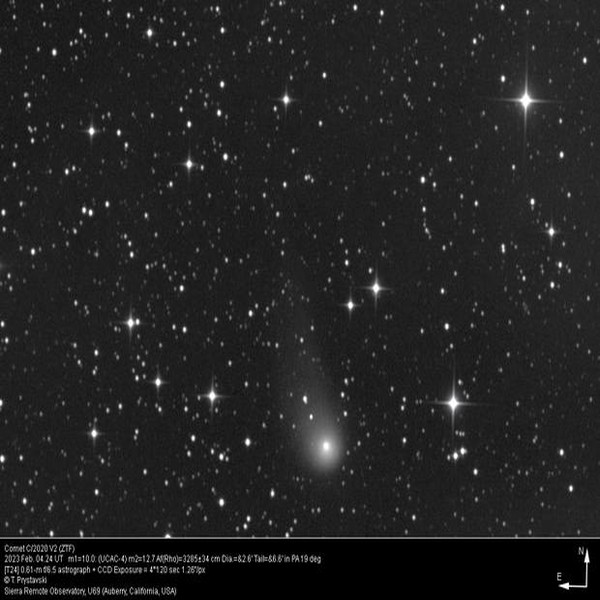 Comet C/2020 V2 (ZTF)
2023 Feb. 04.24 UT m1=10.0: (UCAC-4) m2=12.7 Af(Rho)=3285±34 cm Dia.=&2.6' Tail=&6.6' in PA 19 deg
[T24] 0.61-m f/6.5 astrograph + CCD Exposure = 4*120 sec 1.26"/px
© T. Prystavski
Sierra Remote Observatory, U69 (Auberry, California, USA)
N
E